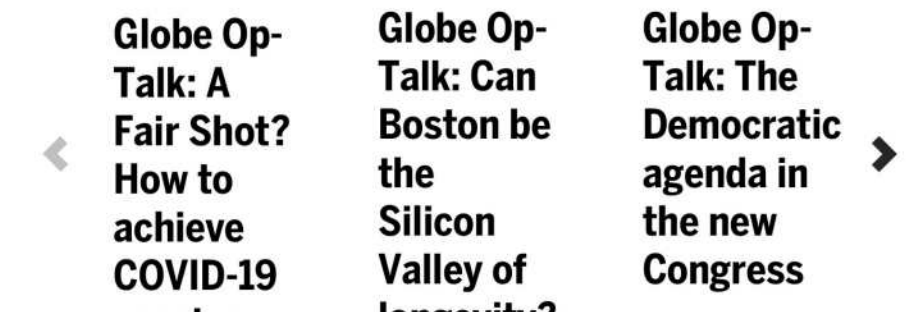 Globe Op-
Talk: A
Fair Shot?
How to
achieve
COVID-19
Globe Op-
Talk: Can
Boston be
the
Silicon
Valley of
longevity?
Globe Op-
Talk: The
Democratic
agenda in
the new
Congress